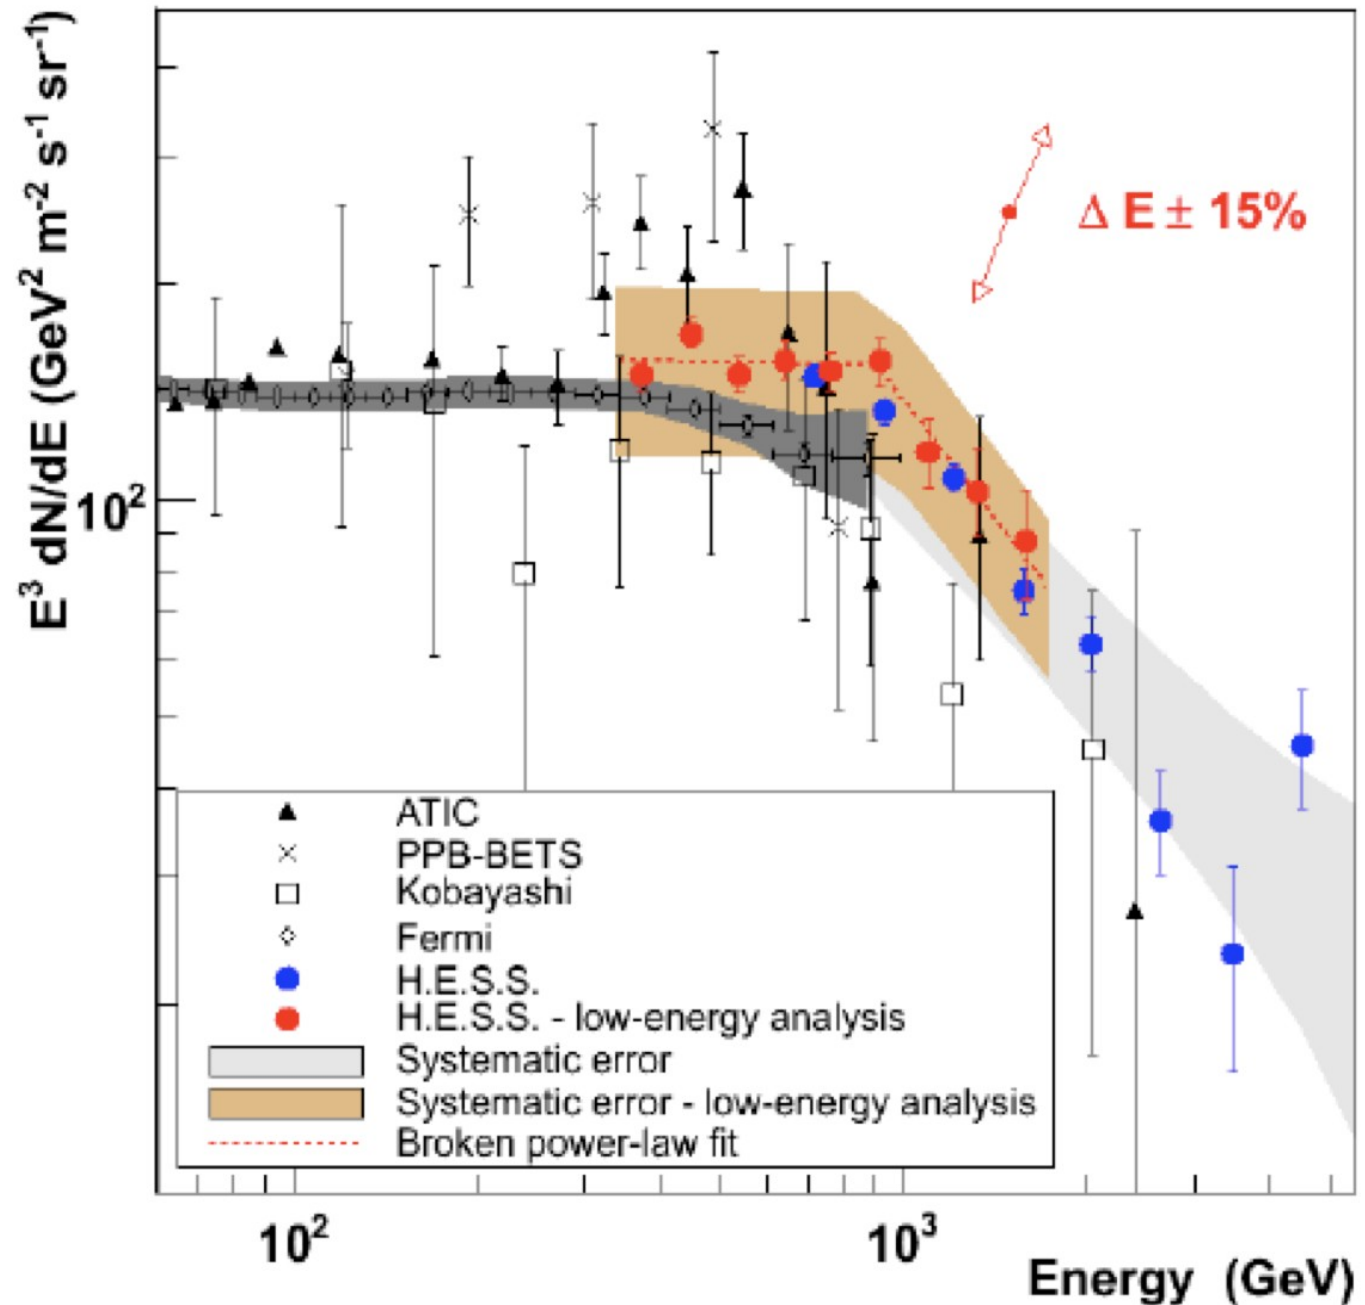 E³ dN/dE (GeV² m⁻² s⁻¹ sr⁻¹)
Δ E ± 15%
10²
ATIC
PPB-BETS
Kobayashi
Fermi
H.E.S.S.
H.E.S.S. - low-energy analysis
Systematic error
Systematic error - low-energy analysis
Broken power-law fit
10² 10³
Energy (GeV)